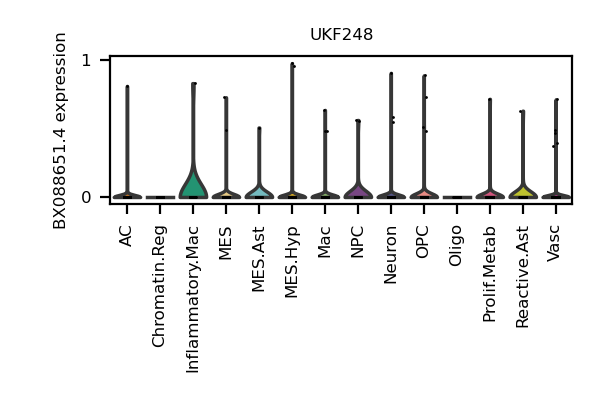 UKF248
BX088651.4 expression
1
0
AC
Chromatin.Reg
Inflammatory.Mac
MES
MES.Ast
MES.Hyp
Mac
NPC
Neuron
OPC
Oligo
Prolif.Metab
Reactive.Ast
Vasc